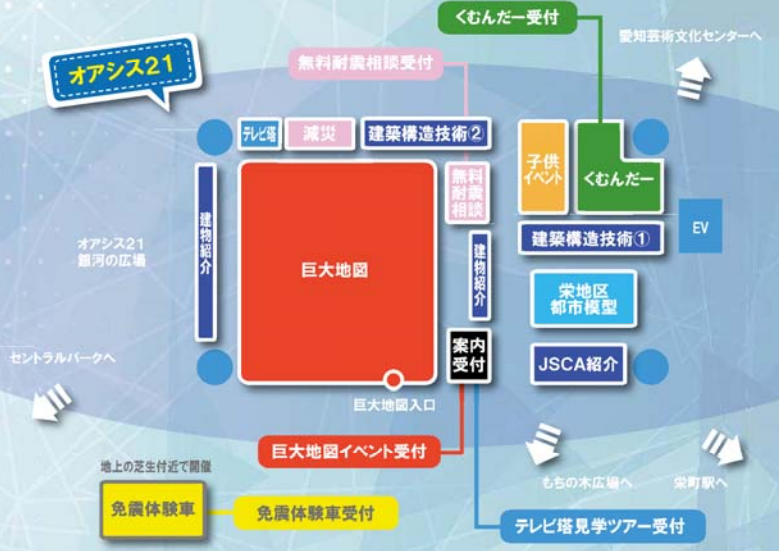 くむんだー受付
愛知芸術文化センターへ
オアシス21
無料耐震相談受付
テレビ塔
減災
建築構造技術②
子供
イベント
くむんだー
無料
耐震
相談
建物紹介
巨大地図
建物紹介
建築構造技術①
EV
オアシス21
銀河の広場
栄地区
都市模型
案内
受付
JSCA紹介
セントラルパークへ
巨大地図入口
巨大地図イベント受付
地上の芝生付近で開催
もちの木広場へ
栄町駅へ
免震体験車
免震体験車受付
テレビ塔見学ツアー受付